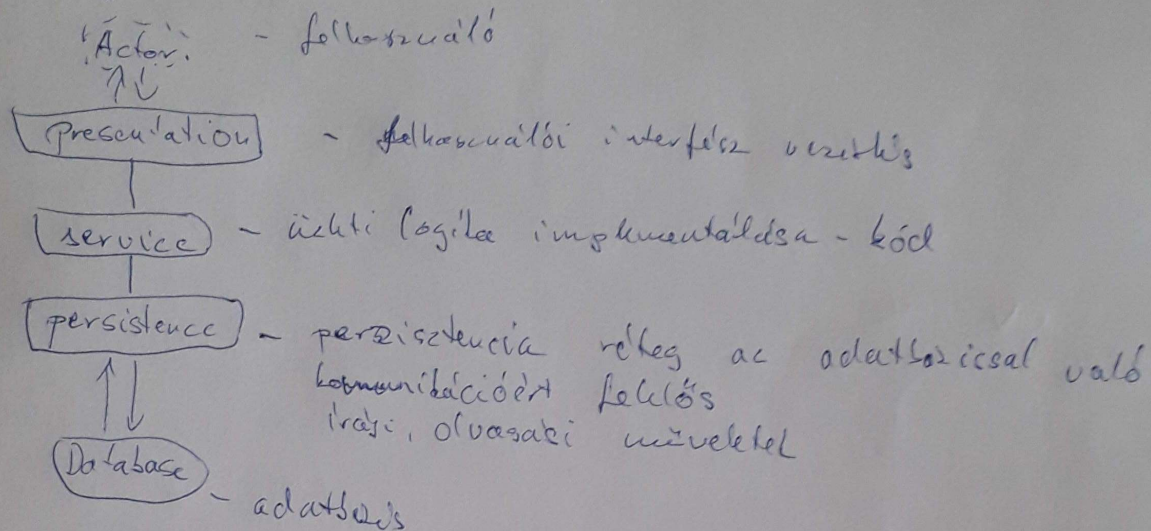 Actor - felhasználó
presentation - felhasználói interfész vezérlés
service - üzleti logika implementálása - kód
persistence - perzisztencia réteg az adatbázissal való
kommunikációért felelős
írási, olvasási műveletek
Database - adatbázis